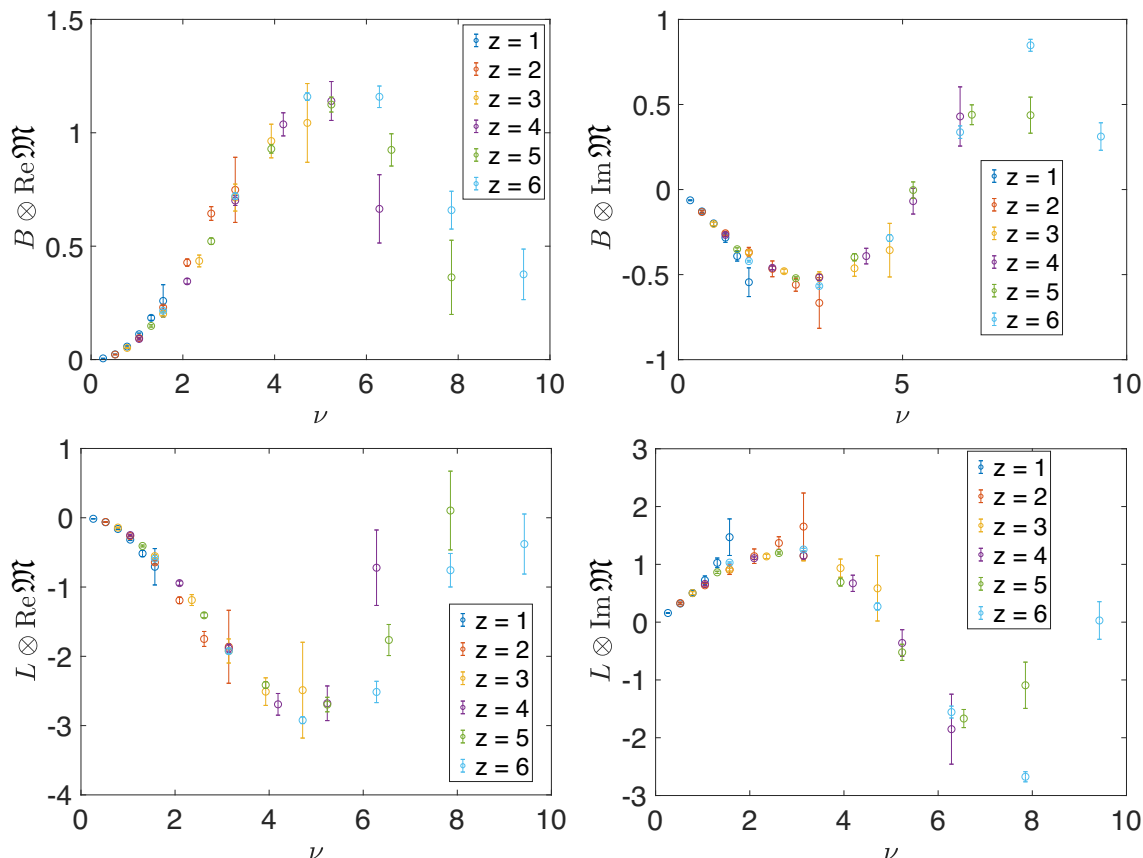 1.5
1
0.5
0
0
2
4
6
8
10
B ⊗ Re𝔐
ν
z = 1
z = 2
z = 3
z = 4
z = 5
z = 6
1
0.5
0
-0.5
-1
0
5
10
B ⊗ Im 𝔐
ν
z = 1
z = 2
z = 3
z = 4
z = 5
z = 6
1
0
-1
-2
-3
-4
0
2
4
6
8
10
L ⊗ Re𝔐
ν
z = 1
z = 2
z = 3
z = 4
z = 5
z = 6
3
2
1
0
-1
-2
-3
0
2
4
6
8
10
L ⊗ Im 𝔐
ν
z = 1
z = 2
z = 3
z = 4
z = 5
z = 6